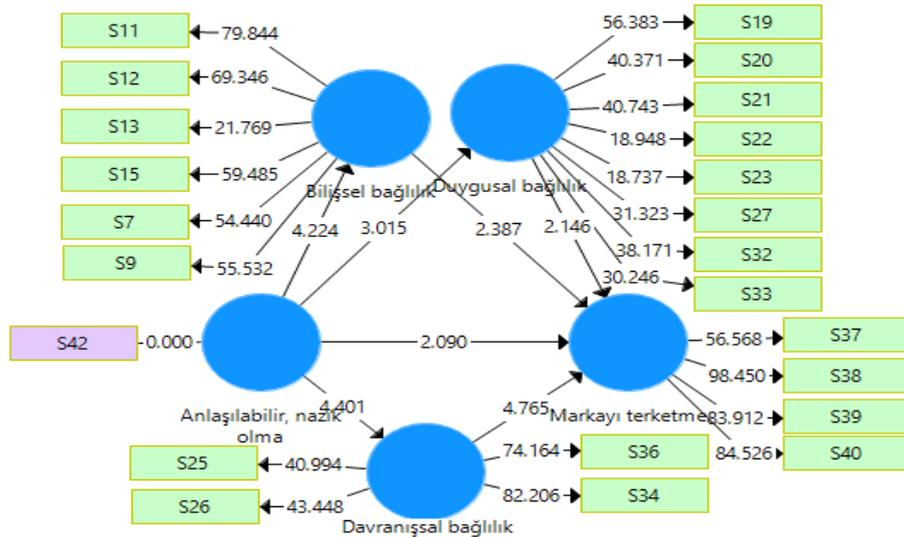 S11
79.844
56.383
S19
S12
69.346
40.371
S20
S13
21.769
40.743
S21
S15
59.485
18.948
S22
S7
54.440
18.737
S23
S9
55.532
31.323
S27
38.171
S32
30.246
S33
Bilişsel bağlılık
Duygusal bağlılık
4.224
3.015
2.387
2.146
S42
0.000
2.090
56.568
S37
98.450
S38
83.912
S39
84.526
S40
Anlaşılabilir, nazik
olma
Markayı terketme
4.401
4.765
S25
40.994
74.164
S36
S26
43.448
82.206
S34
Davranışsal bağlılık